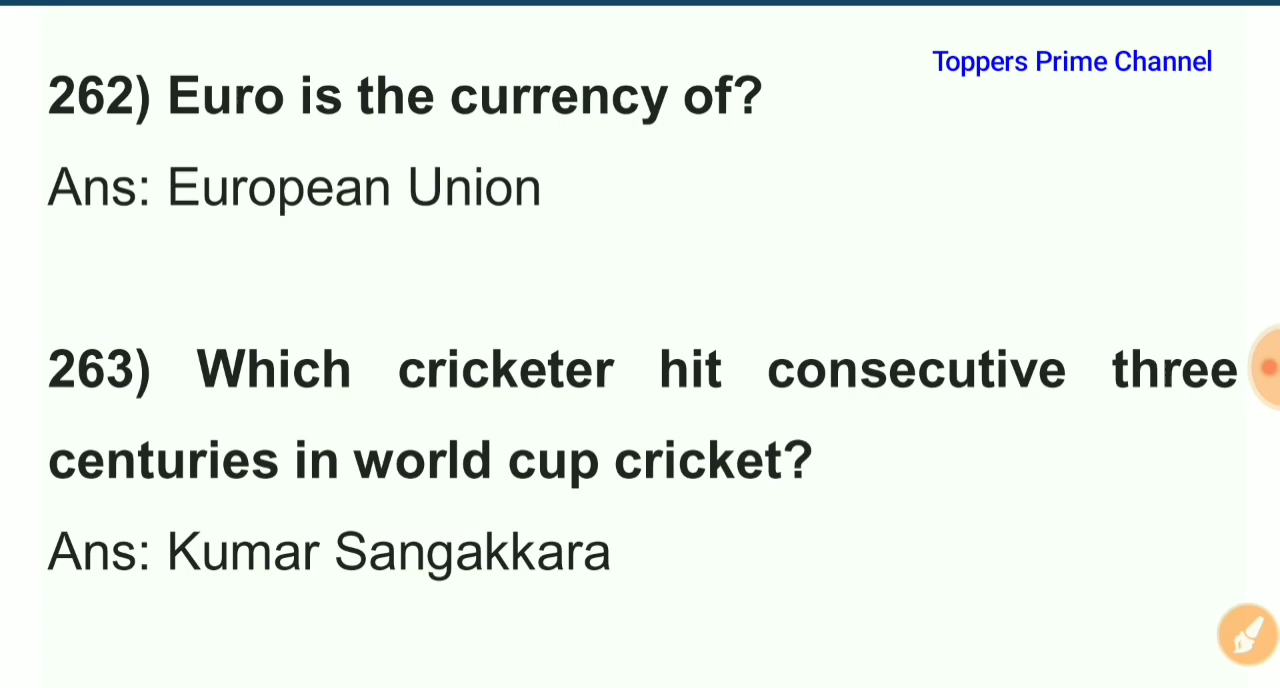 Toppers Prime Channel
262) Euro is the currency of?
Ans: European Union
263) Which cricketer hit consecutive three
centuries in world cup cricket?
Ans: Kumar Sangakkara